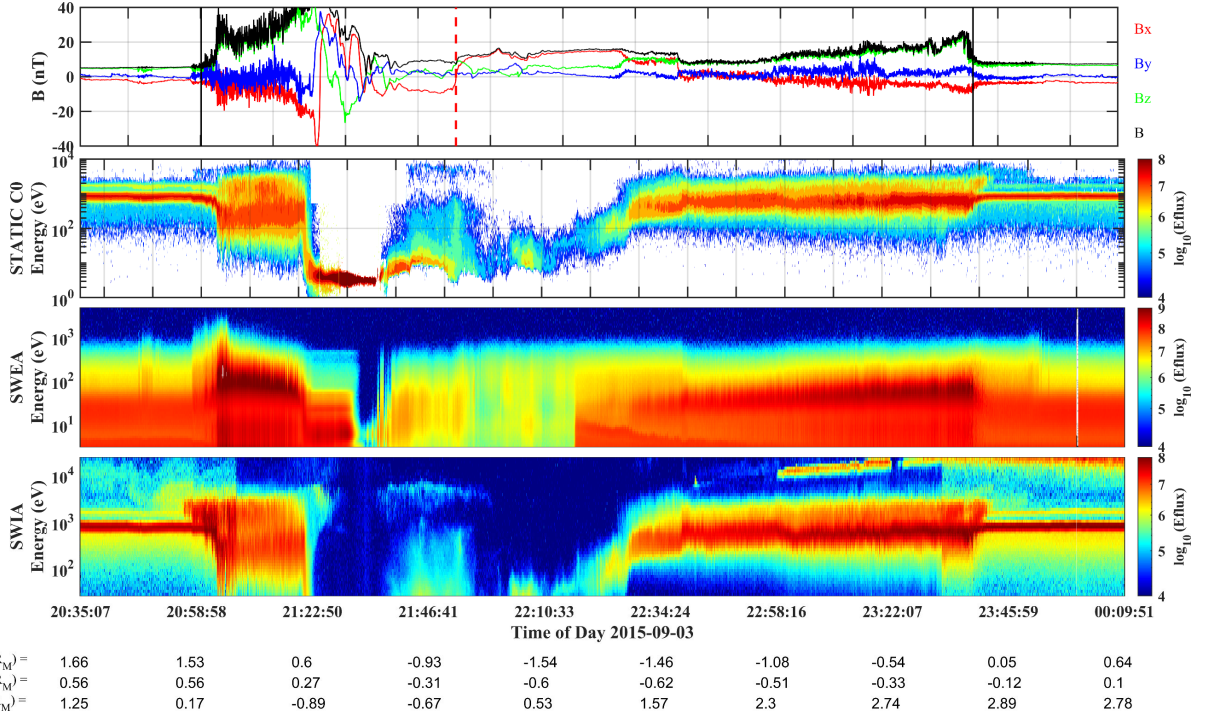 40
20
0
-20
-40
B (nT)
Bx
By
Bz
B
10^4
10^2
10^0
STATIC C0
Energy (eV)
8
7
6
5
4
log10(Eflux)
10^3
10^2
10^1
SWEA
Energy (eV)
9
8
7
6
5
4
log10 (Eflux)
10^4
10^3
10^2
SWIA
Energy (eV)
8
7
6
5
4
log10 (E/flux)
20:35:07 20:58:58 21:22:50 21:46:41 22:10:33 22:34:24 22:58:16 23:22:07 23:45:59 00:09:51
Time of Day 2015-09-03
M) = 1.66 1.53 0.6 -0.93 -1.54 -1.46 -1.08 -0.54 0.05 0.64
M) = 0.56 0.56 0.27 -0.31 -0.6 -0.62 -0.51 -0.33 -0.12 0.1
M) = 1.25 0.17 -0.89 -0.67 0.53 1.57 2.3 2.74 2.89 2.78